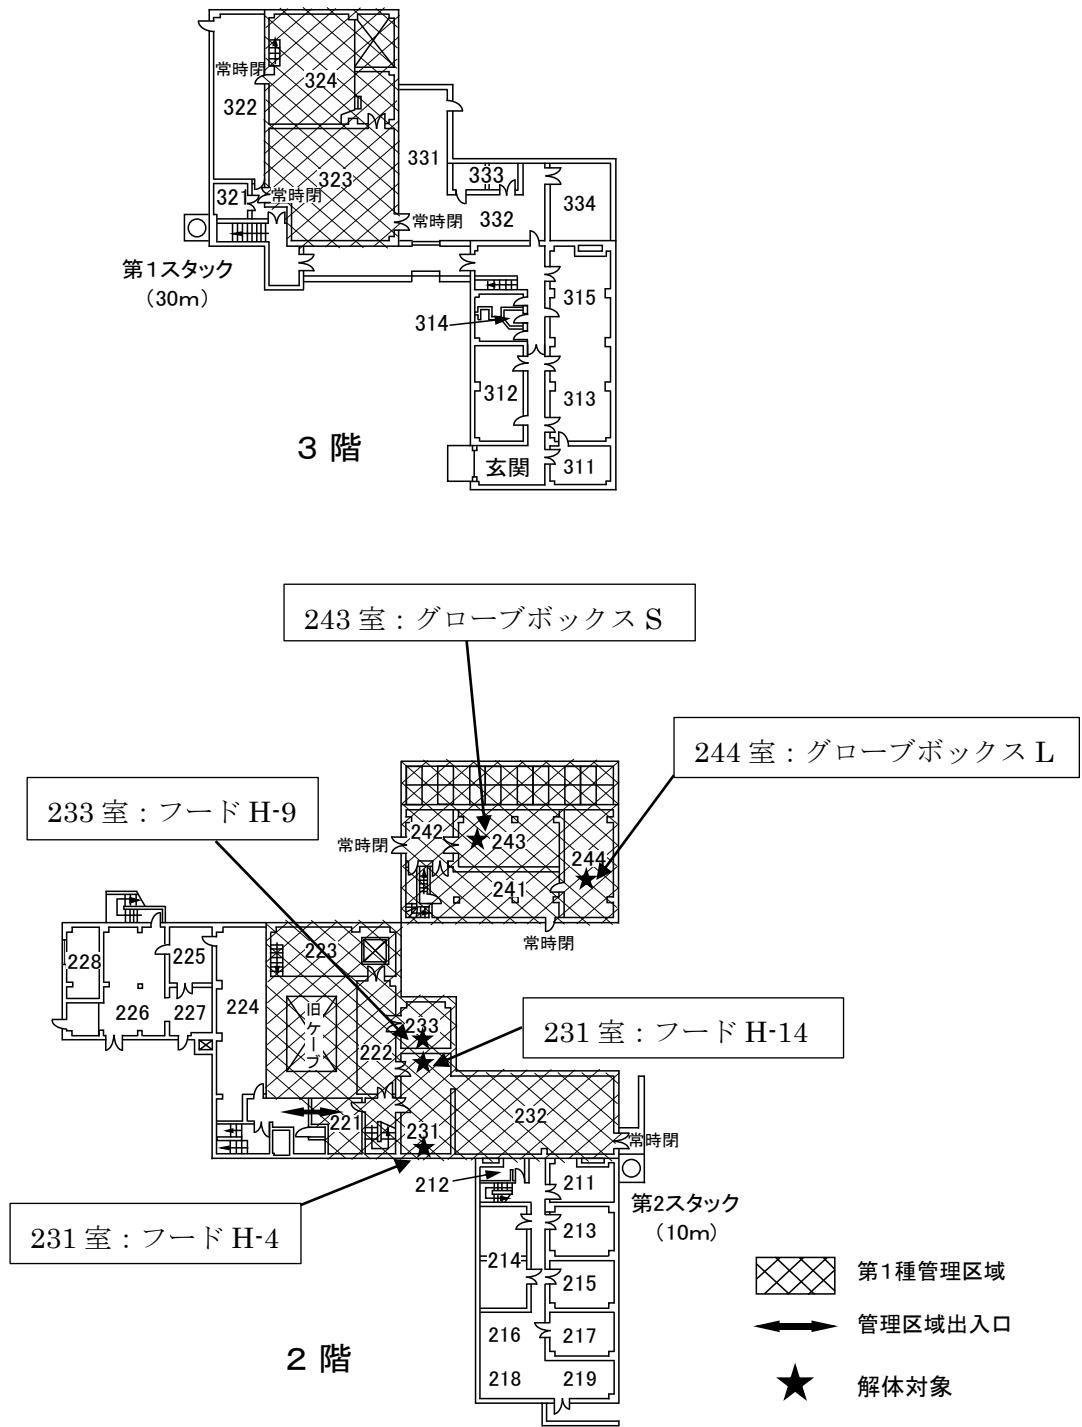 常時閉
324
322
331
333
321
常時閉
323
334
常時閉
332
第1スタック
(30m)
315
314
312
313
3 階
玄関
311
243 室：グローブボックス S
244 室：グローブボックス L
233 室：フード H-9
242
常時閉
243
244
241
常時閉
223
228
225
旧ケーブ
226
227
224
233
231 室：フード H-14
222
221
231
232
常時閉
212
211
第2スタック
(10m)
231 室：フード H-4
213
214
215
第1種管理区域
216
217
管理区域出入口
2 階
218
219
解体対象